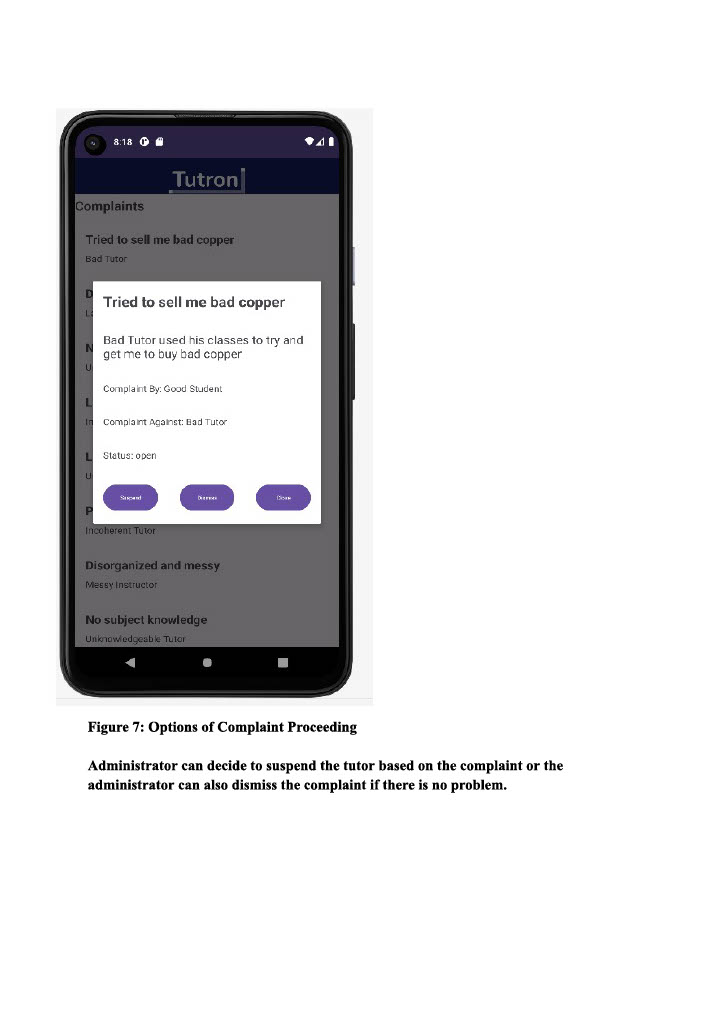 8:18
Tutron
Complaints
Tried to sell me bad copper
Bad Tutor
D
N
L
L
P
Tried to sell me bad copper
Bad Tutor used his classes to try and
get me to buy bad copper
Complaint By: Good Student
Complaint Against: Bad Tutor
Status: open
Suspend Dismiss Close
Incoherent Tutor
Disorganized and messy
Messy Instructor
No subject knowledge
Unknowledgeable Tutor
Figure 7: Options of Complaint Proceeding
Administrator can decide to suspend the tutor based on the complaint or the
administrator can also dismiss the complaint if there is no problem.